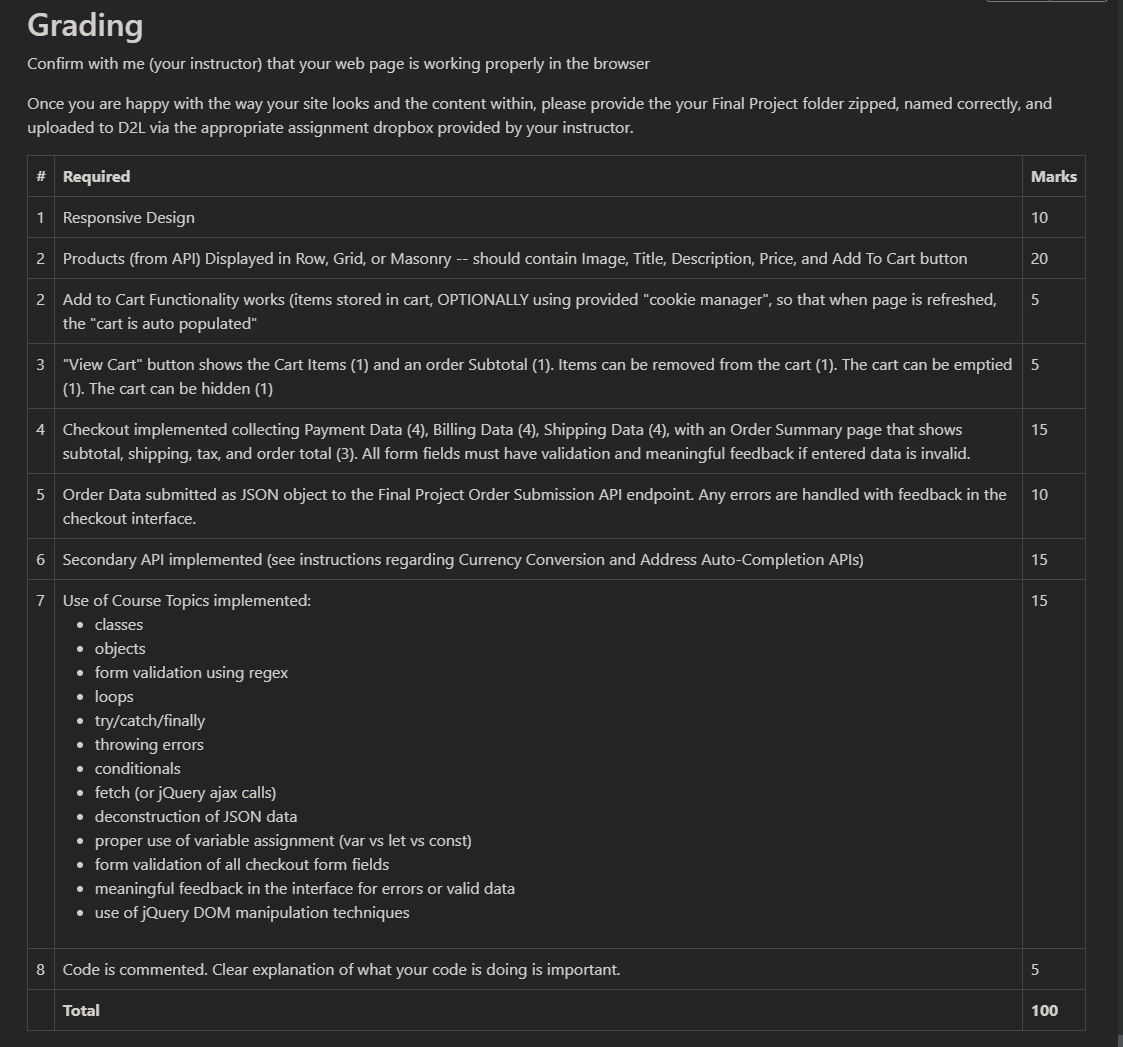 Grading
Confirm with me (your instructor) that your web page is working properly in the browser
Once you are happy with the way your site looks and the content within, please provide the your Final Project folder zipped, named correctly, and
uploaded to D2L via the appropriate assignment dropbox provided by your instructor.
# Required Marks
1 Responsive Design 10
2 Products (from API) Displayed in Row, Grid, or Masonry -- should contain Image, Title, Description, Price, and Add To Cart button 20
2 Add to Cart Functionality works (items stored in cart, OPTIONALLY using provided "cookie manager", so that when page is refreshed, 5
the "cart is auto populated"
3 "View Cart" button shows the Cart Items (1) and an order Subtotal (1). Items can be removed from the cart (1). The cart can be emptied 5
(1). The cart can be hidden (1)
4 Checkout implemented collecting Payment Data (4), Billing Data (4), Shipping Data (4), with an Order Summary page that shows 15
subtotal, shipping, tax, and order total (3). All form fields must have validation and meaningful feedback if entered data is invalid.
5 Order Data submitted as JSON object to the Final Project Order Submission API endpoint. Any errors are handled with feedback in the 10
checkout interface.
6 Secondary API implemented (see instructions regarding Currency Conversion and Address Auto-Completion APIs) 15
7 Use of Course Topics implemented: 15
• classes
• objects
• form validation using regex
• loops
• try/catch/finally
• throwing errors
• conditionals
• fetch (or jQuery ajax calls)
• deconstruction of JSON data
• proper use of variable assignment (var vs let vs const)
• form validation of all checkout form fields
• meaningful feedback in the interface for errors or valid data
• use of jQuery DOM manipulation techniques
8 Code is commented. Clear explanation of what your code is doing is important. 5
Total 100